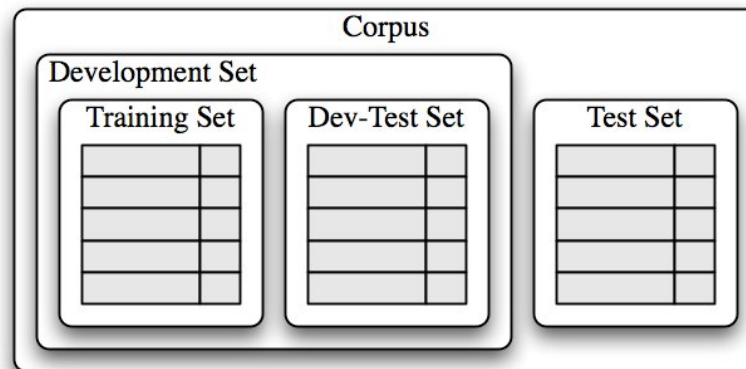 Corpus
Development Set
Training Set
Dev-Test Set
Test Set